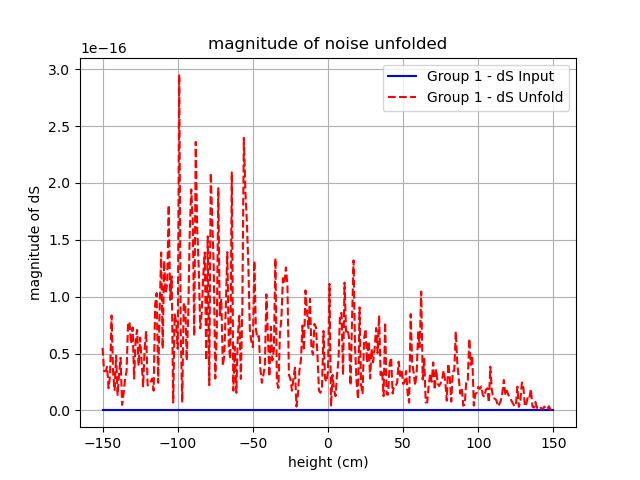 magnitude of noise unfolded
1e−16
Group 1 - dS Input
Group 1 - dS Unfold
3.0
2.5
2.0
1.5
1.0
0.5
0.0
magnitude of dS
−150
−100
−50
0
50
100
150
height (cm)